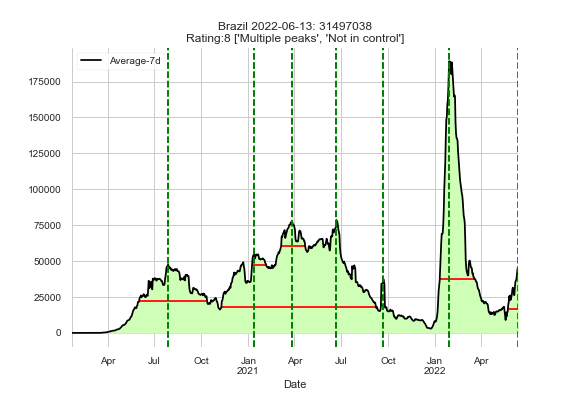 Brazil 2022-06-13: 31497038
Rating:8 ['Multiple peaks', 'Not in control']
Average-7d
175000
150000
125000
100000
75000
50000
25000
0
Apr Jul Oct Jan Apr Jul Oct Jan Apr
2021 2022
Date